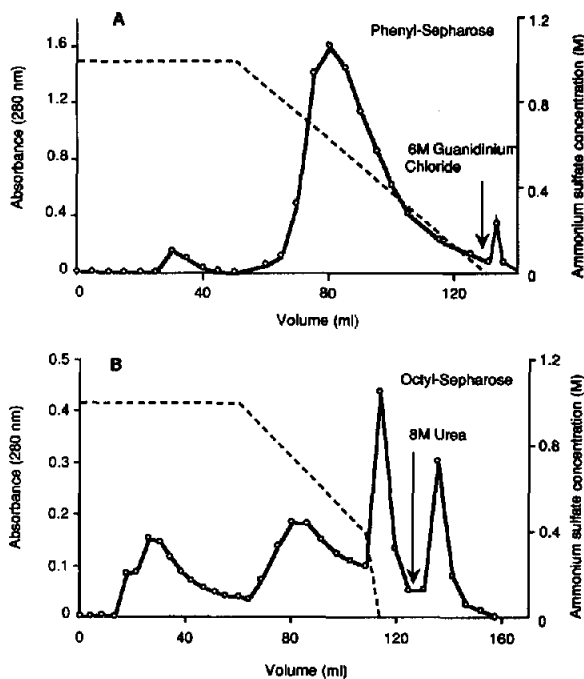 A
Phenyl-Sepharose
Absorbance (280 nm)
1.6
1.2
0.8
0.4
0
1.2
0.8
0.4
0
Ammonium sulfate concentration (M)
6M Guanidinium
Chloride
0
40
80
120
Volume (ml)
B
Octyl-Sepharose
Absorbance (280 nm)
0.5
0.4
0.3
0.2
0.1
0
1.2
0.8
0.4
0
Ammonium sulfate concentration (M)
8M Urea
0
40
80
120
160
Volume (ml)